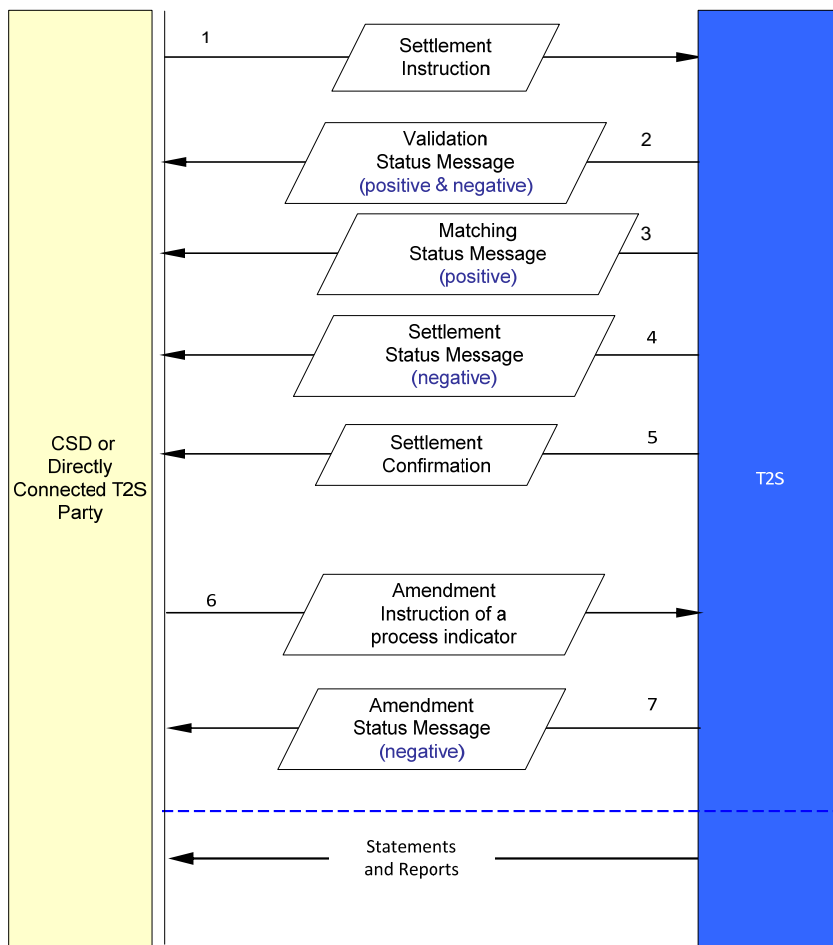 1
Settlement
Instruction
Validation
Status Message
(positive & negative)
2
Matching
Status Message
(positive)
3
Settlement
Status Message
(negative)
4
Settlement
Confirmation
5
CSD or
Directly
Connected T2S
Party
T2S
6
Amendment
Instruction of a
process indicator
Amendment
Status Message
(negative)
7
Statements
and Reports